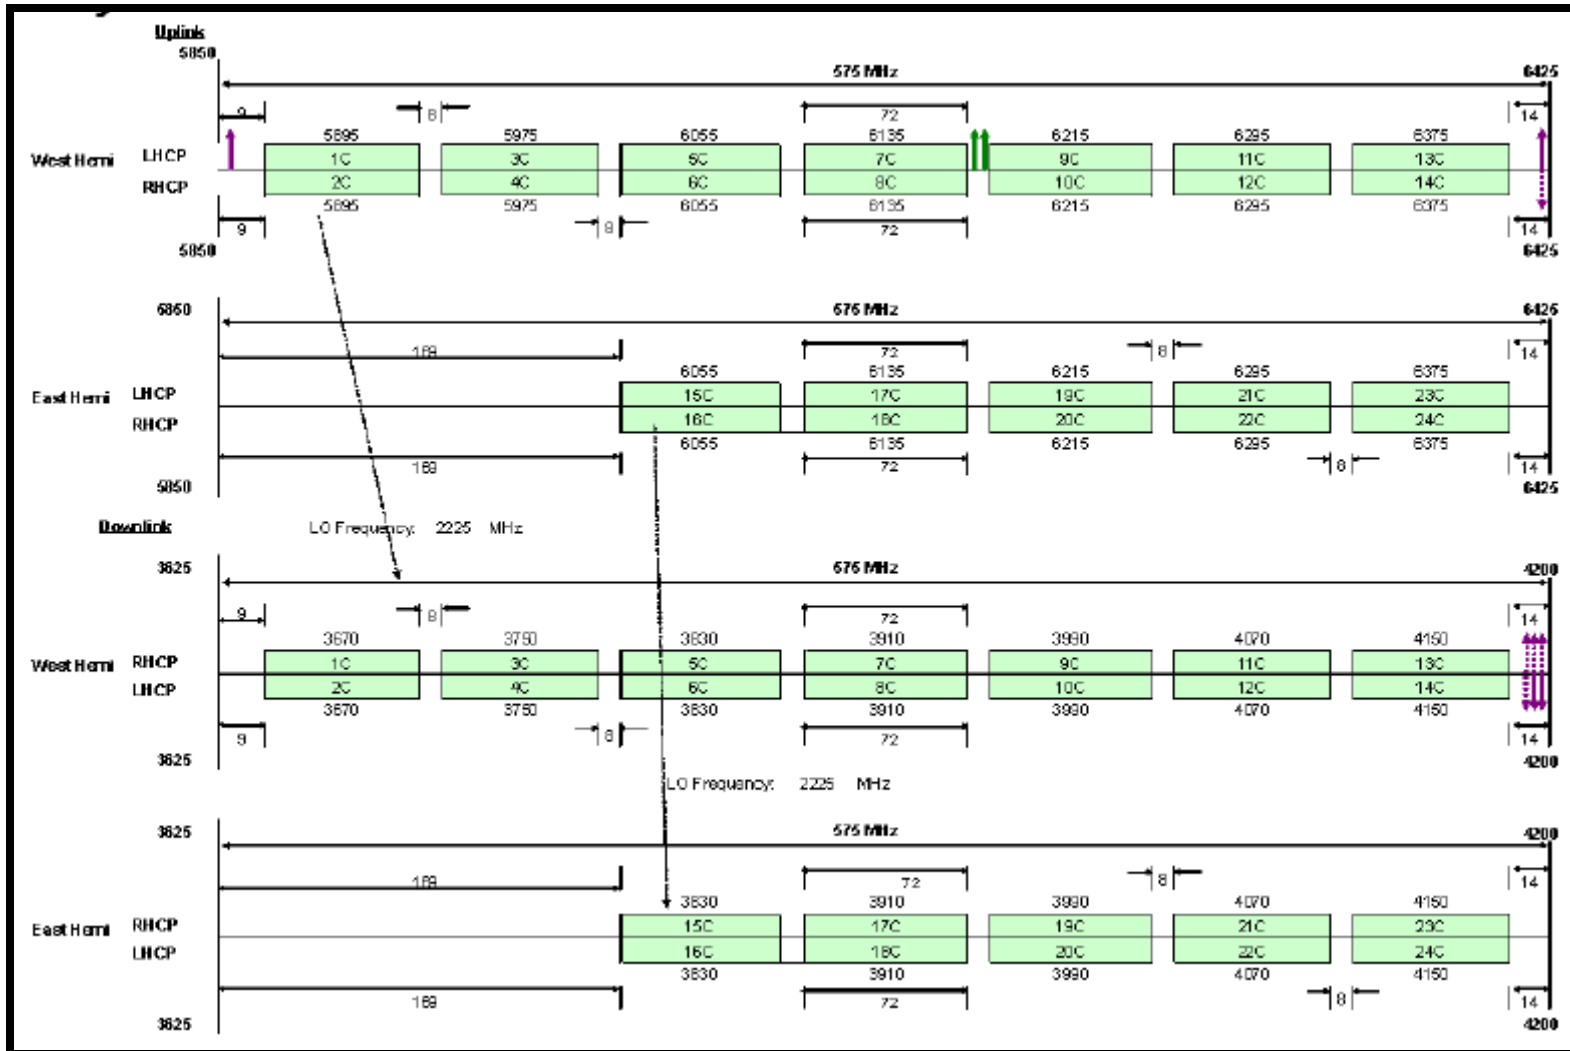 Uplink
5850
575 MHz
6425
9
8
72
14
5895 5975 6055 6135 6215 6295 6375
West Hemi LHCP 1C 3C 5C 7C 9C 11C 13C
RHCP 2C 4C 6C 8C 10C 12C 14C
5895 5975 6055 6135 6215 6295 6375
9
8
72
14
5850
6425
5850
575 MHz
6425
169
72
8
14
6055 6135 6215 6295 6375
East Hemi LHCP 15C 17C 19C 21C 23C
RHCP 16C 18C 20C 22C 24C
6055 6135 6215 6295 6375
169
72
8
14
5850
6425
Downlink
LO Frequency: 2225 MHz
3625
575 MHz
4200
9
8
72
14
3670 3750 3830 3910 3990 4070 4150
West Hemi RHCP 1C 3C 5C 7C 9C 11C 13C
LHCP 2C 4C 6C 8C 10C 12C 14C
3670 3750 3830 3910 3990 4070 4150
9
8
72
14
3625
4200
LO Frequency: 2225 MHz
3625
575 MHz
4200
169
72
8
14
3830 3910 3990 4070 4150
East Hemi RHCP 15C 17C 19C 21C 23C
LHCP 16C 18C 20C 22C 24C
3830 3910 3990 4070 4150
169
72
8
14
3625
4200